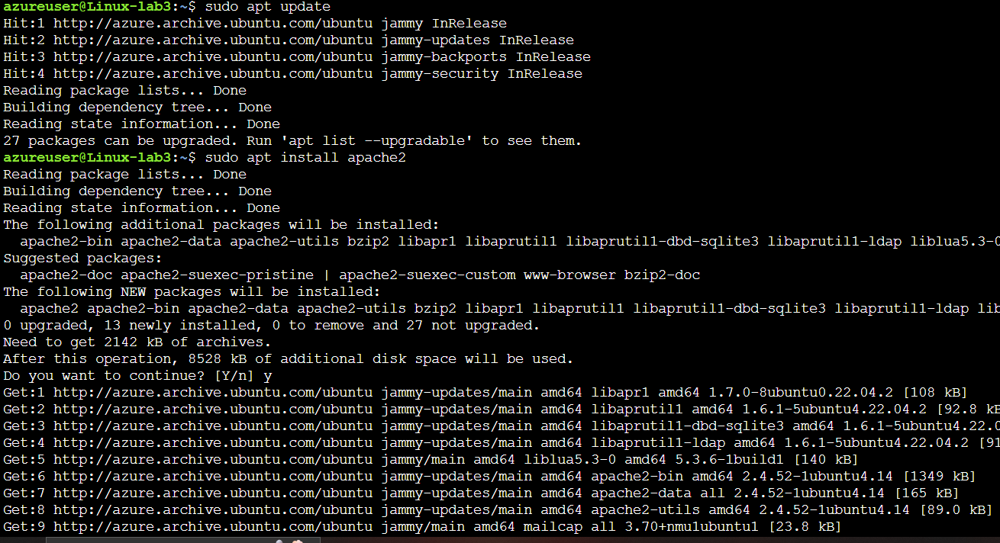 azureuser@Linux-lab3:~$ sudo apt update
Hit:1 http://azure.archive.ubuntu.com/ubuntu jammy InRelease
Hit:2 http://azure.archive.ubuntu.com/ubuntu jammy-updates InRelease
Hit:3 http://azure.archive.ubuntu.com/ubuntu jammy-backports InRelease
Hit:4 http://azure.archive.ubuntu.com/ubuntu jammy-security InRelease
Reading package lists... Done
Building dependency tree... Done
Reading state information... Done
27 packages can be upgraded. Run 'apt list --upgradable' to see them.
azureuser@Linux-lab3:~$ sudo apt install apache2
Reading package lists... Done
Building dependency tree... Done
Reading state information... Done
The following additional packages will be installed:
  apache2-bin apache2-data apache2-utils bzip2 libapr1 libaprutil1 libaprutil1-dbd-sqlite3 libaprutil1-ldap liblua5.3-0
Suggested packages:
  apache2-doc apache2-suexec-pristine | apache2-suexec-custom www-browser bzip2-doc
The following NEW packages will be installed:
  apache2 apache2-bin apache2-data apache2-utils bzip2 libapr1 libaprutil1 libaprutil1-dbd-sqlite3 libaprutil1-ldap lib
0 upgraded, 13 newly installed, 0 to remove and 27 not upgraded.
Need to get 2142 kB of archives.
After this operation, 8528 kB of additional disk space will be used.
Do you want to continue? [Y/n] y
Get:1 http://azure.archive.ubuntu.com/ubuntu jammy-updates/main amd64 libapr1 amd64 1.7.0-8ubuntu0.22.04.2 [108 kB]
Get:2 http://azure.archive.ubuntu.com/ubuntu jammy-updates/main amd64 libaprutil1 amd64 1.6.1-5ubuntu4.22.04.2 [92.8 kB
Get:3 http://azure.archive.ubuntu.com/ubuntu jammy-updates/main amd64 libaprutil1-dbd-sqlite3 amd64 1.6.1-5ubuntu4.22.0
Get:4 http://azure.archive.ubuntu.com/ubuntu jammy-updates/main amd64 libaprutil1-ldap amd64 1.6.1-5ubuntu4.22.04.2 [91
Get:5 http://azure.archive.ubuntu.com/ubuntu jammy/main amd64 liblua5.3-0 amd64 5.3.6-1build1 [140 kB]
Get:6 http://azure.archive.ubuntu.com/ubuntu jammy-updates/main amd64 apache2-bin amd64 2.4.52-1ubuntu4.14 [1349 kB]
Get:7 http://azure.archive.ubuntu.com/ubuntu jammy-updates/main amd64 apache2-data all 2.4.52-1ubuntu4.14 [165 kB]
Get:8 http://azure.archive.ubuntu.com/ubuntu jammy-updates/main amd64 apache2-utils amd64 2.4.52-1ubuntu4.14 [89.0 kB]
Get:9 http://azure.archive.ubuntu.com/ubuntu jammy/main amd64 mailcap all 3.70+nmu1ubuntu1 [23.8 kB]